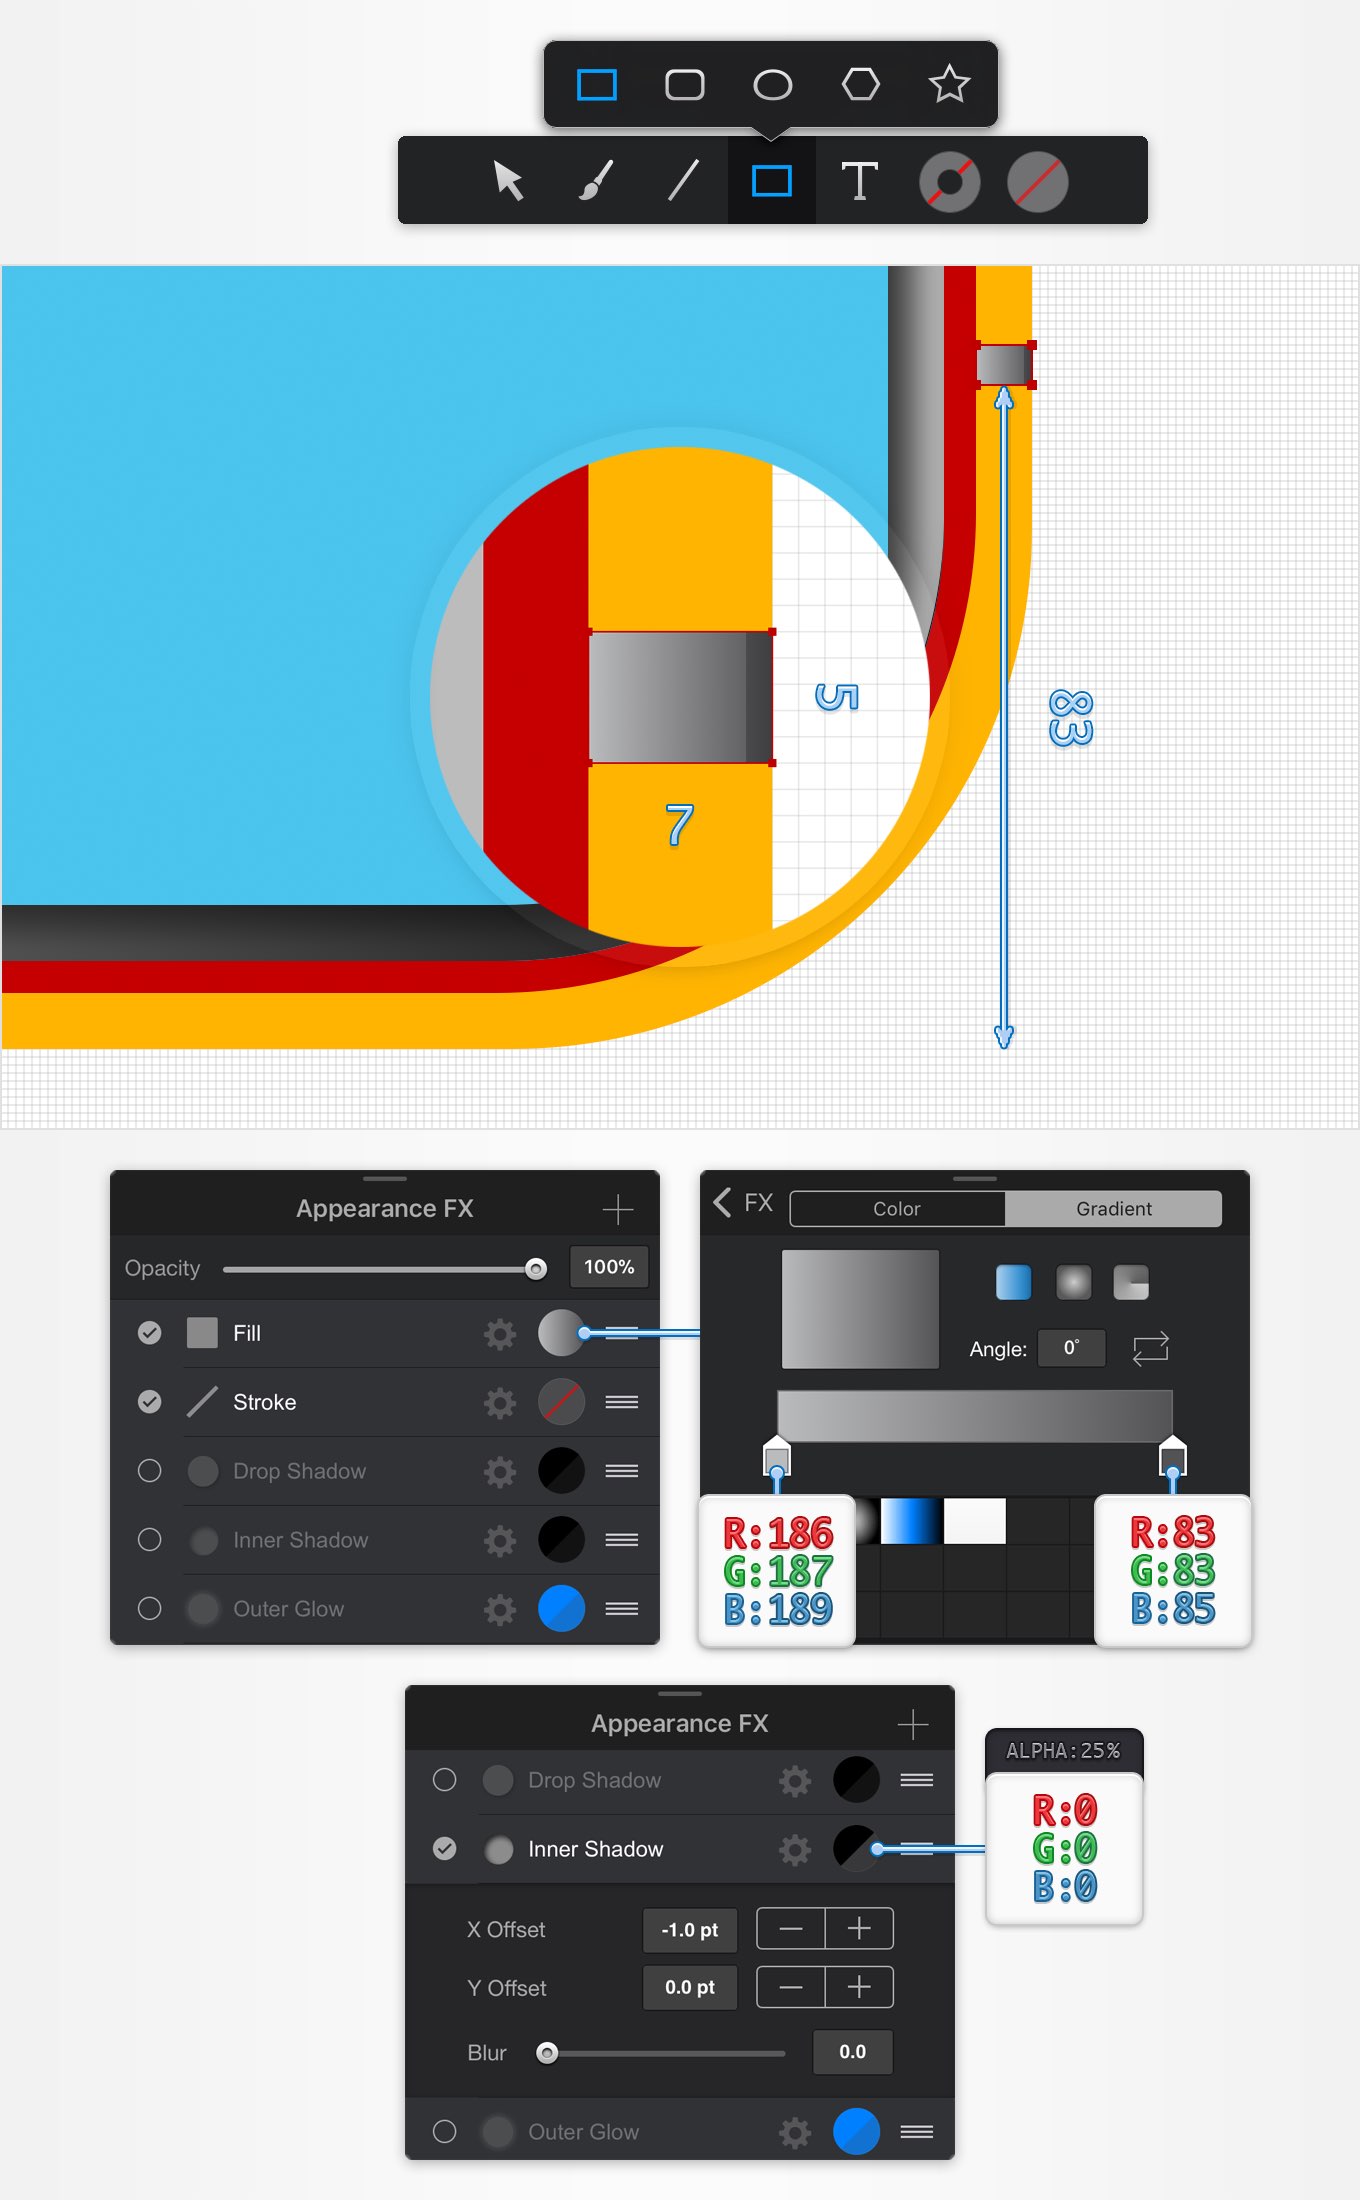 T
5
83
7
Appearance FX
Opacity
100%
Fill
Stroke
Drop Shadow
Inner Shadow
Outer Glow
FX
Color
Gradient
Angle:
0°
R:186
G:187
B:189
R:83
G:83
B:85
Appearance FX
Drop Shadow
Inner Shadow
X Offset
-1.0 pt
Y Offset
0.0 pt
Blur
0.0
Outer Glow
ALPHA:25%
R:0
G:0
B:0